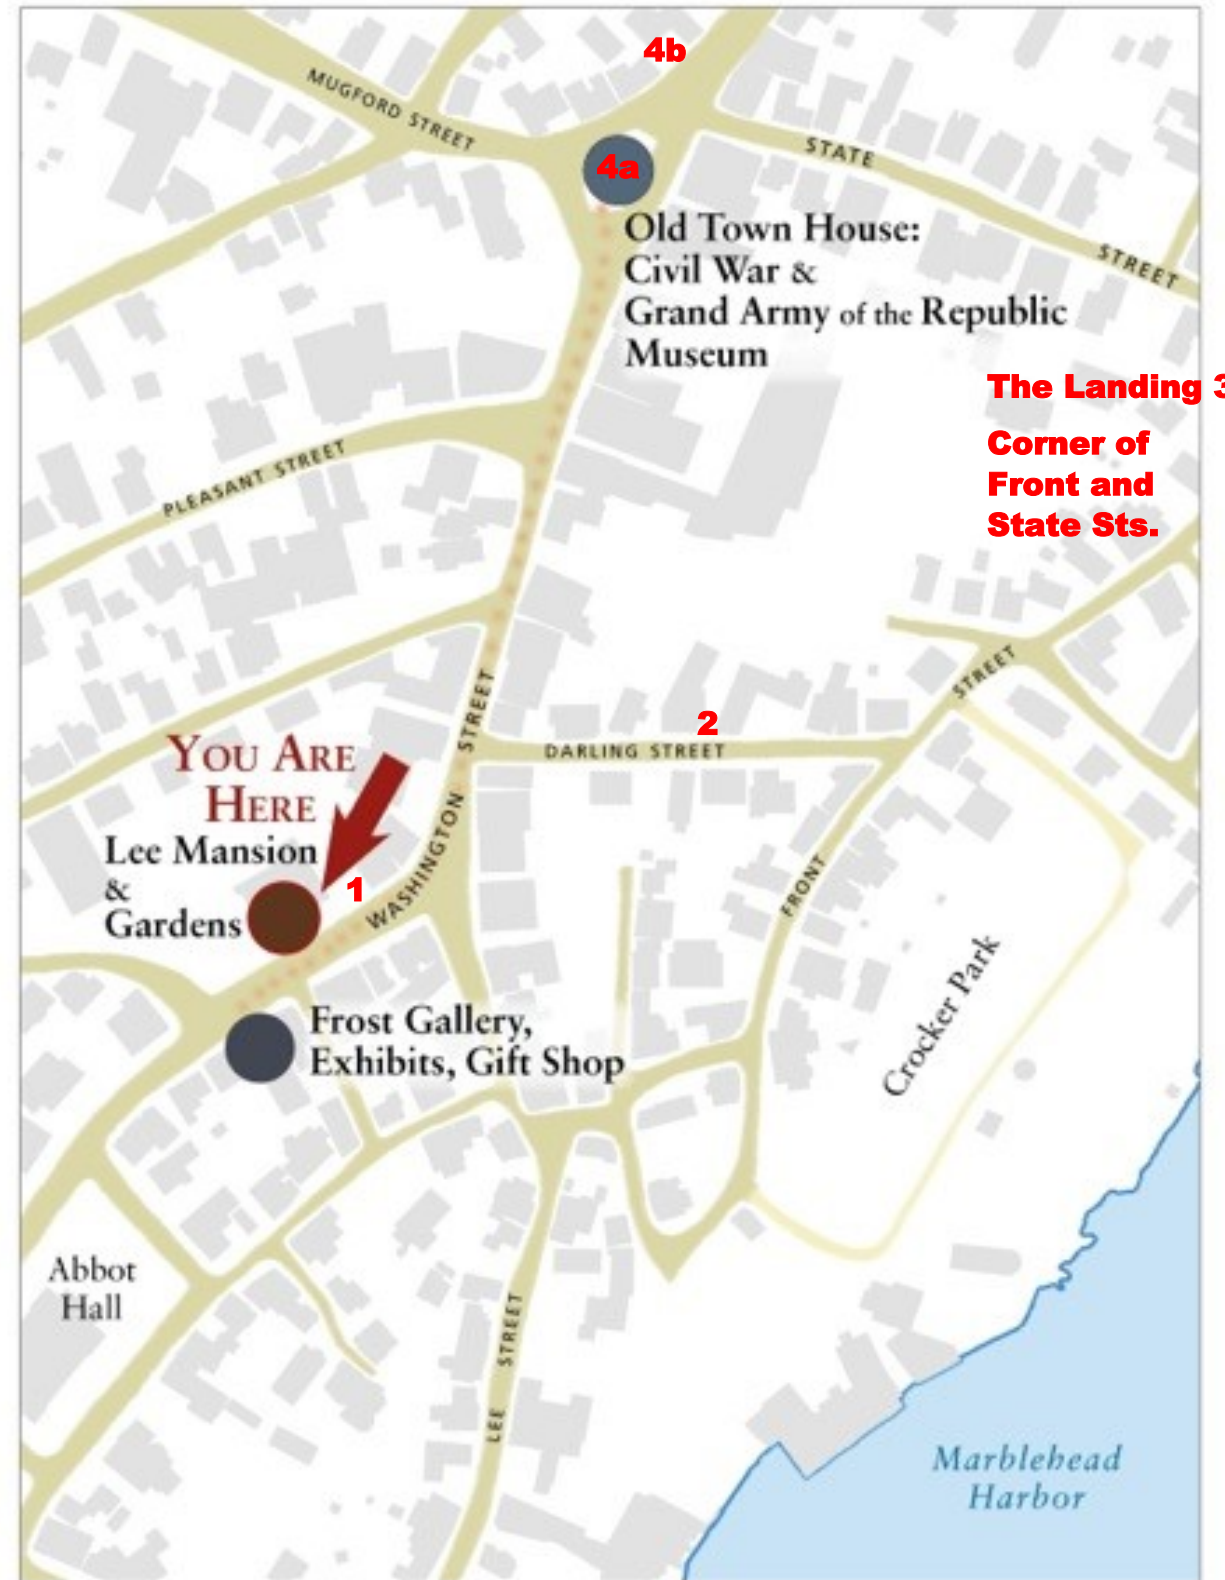 4b
MUGFORD STREET
STATE
STREET
4a
Old Town House:
Civil War &
Grand Army of the Republic
Museum
The Landing 3
Corner of
Front and
State Sts.
PLEASANT STREET
STREET
2
DARLING STREET
YOU ARE
HERE
Lee Mansion
&
Gardens
1
WASHINGTON STREET
FRONT
Crocker Park
Frost Gallery,
Exhibits, Gift Shop
Abbot
Hall
LEE STREET
Marblehead
Harbor